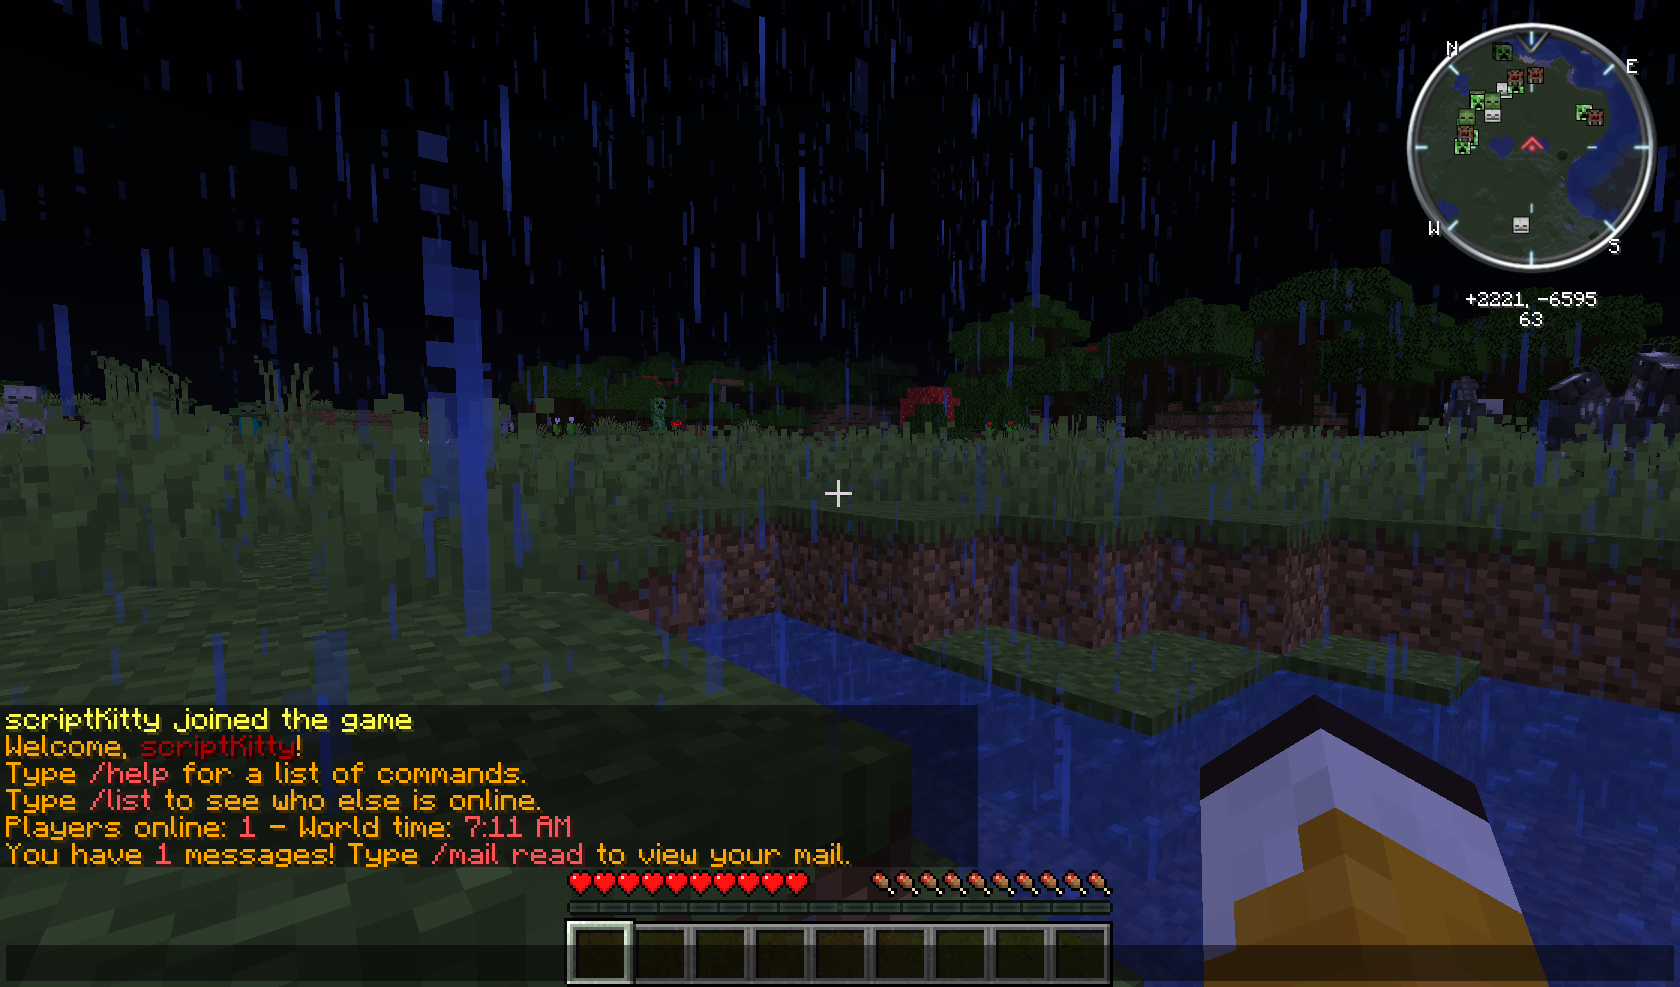 N
E
W
S
+2221, -6595
63
scriptKitty joined the game
Welcome, scriptKitty!
Type /help for a list of commands.
Type /list to see who else is online.
Players online: 1 - World time: 7:11 AM
You have 1 messages! Type /mail read to view your mail.